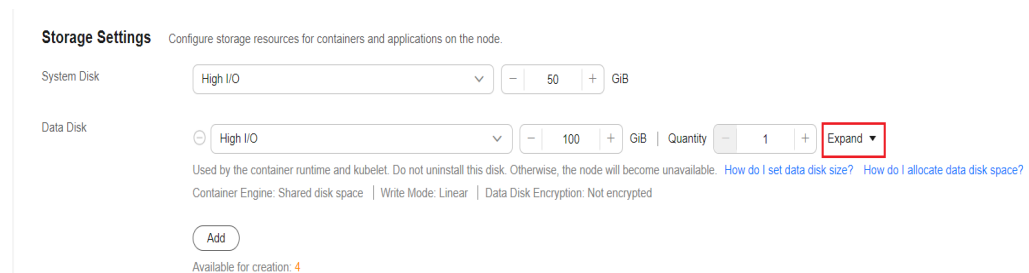 Storage Settings Configure storage resources for containers and applications on the node.
System Disk High I/O − 50 + GiB
Data Disk High I/O − 100 + GiB | Quantity − 1 + Expand
Used by the container runtime and kubelet. Do not uninstall this disk. Otherwise, the node will become unavailable. How do I set data disk size? How do I allocate data disk space?
Container Engine: Shared disk space | Write Mode: Linear | Data Disk Encryption: Not encrypted
Add
Available for creation: 4